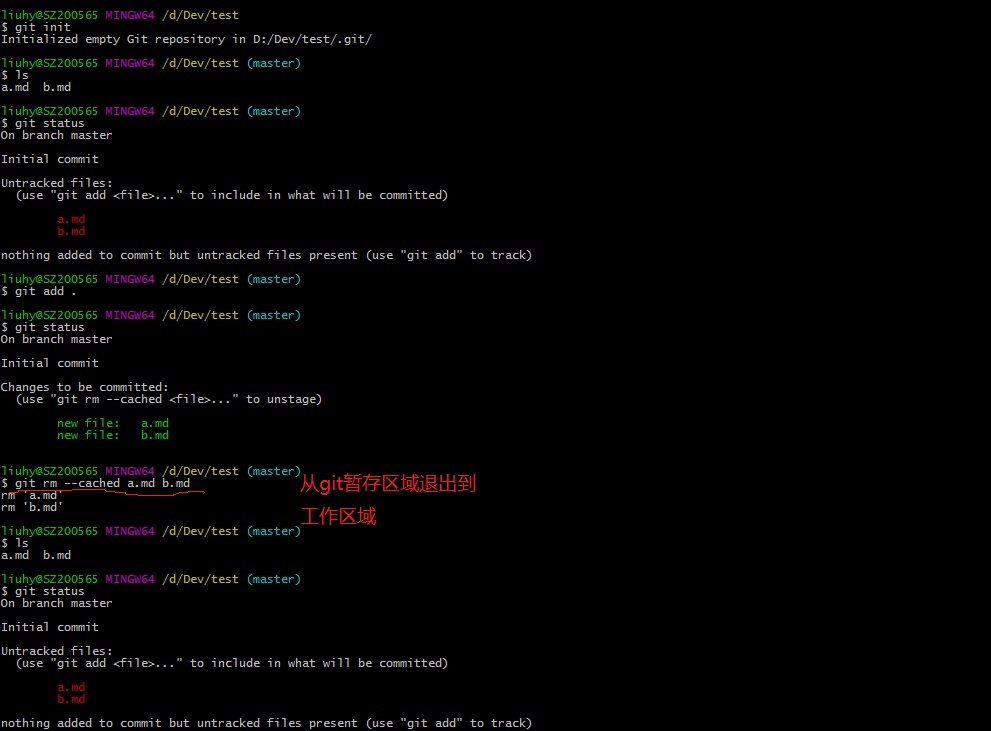 liuhy@SZ200565 MINGW64 /d/Dev/test
$ git init
Initialized empty Git repository in D:/Dev/test/.git/
liuhy@SZ200565 MINGW64 /d/Dev/test (master)
$ ls
a.md  b.md
liuhy@SZ200565 MINGW64 /d/Dev/test (master)
$ git status
On branch master
Initial commit
Untracked files:
  (use "git add <file>..." to include in what will be committed)
        a.md
        b.md
nothing added to commit but untracked files present (use "git add" to track)
liuhy@SZ200565 MINGW64 /d/Dev/test (master)
$ git add .
liuhy@SZ200565 MINGW64 /d/Dev/test (master)
$ git status
On branch master
Initial commit
Changes to be committed:
  (use "git rm --cached <file>..." to unstage)
        new file:   a.md
        new file:   b.md
liuhy@SZ200565 MINGW64 /d/Dev/test (master)
$ git rm --cached a.md b.md
从git暂存区域退出到
rm 'a.md'
rm 'b.md'
工作区域
liuhy@SZ200565 MINGW64 /d/Dev/test (master)
$ ls
a.md  b.md
liuhy@SZ200565 MINGW64 /d/Dev/test (master)
$ git status
On branch master
Initial commit
Untracked files:
  (use "git add <file>..." to include in what will be committed)
        a.md
        b.md
nothing added to commit but untracked files present (use "git add" to track)